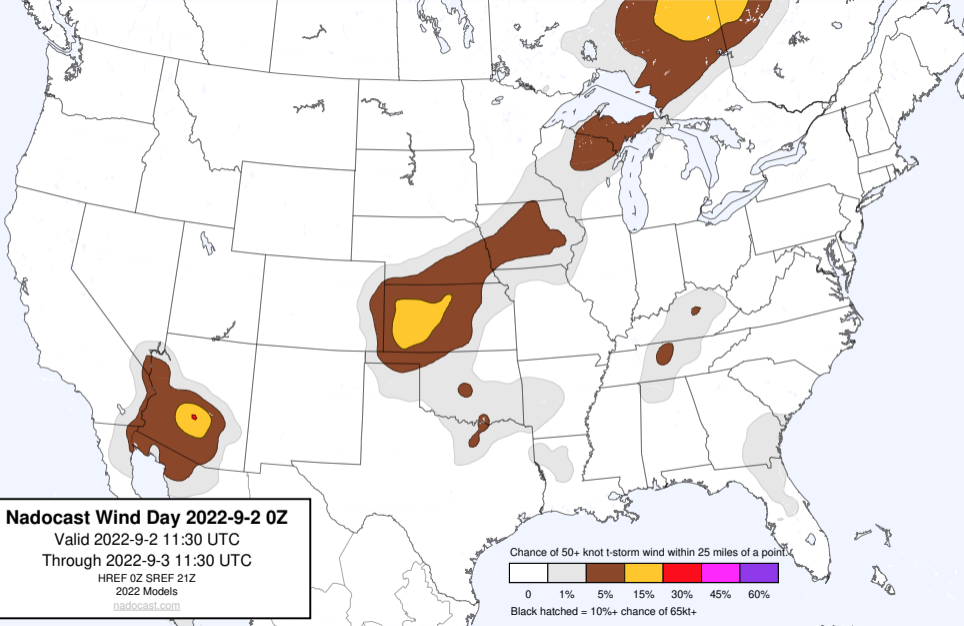 Nadocast Wind Day 2022-9-2 0Z
Valid 2022-9-2 11:30 UTC
Through 2022-9-3 11:30 UTC
HREF 0Z SREF 21Z
2022 Models
nadocast.com
Chance of 50+ knot t-storm wind within 25 miles of a point.
0 1% 5% 15% 30% 45% 60%
Black hatched = 10%+ chance of 65kt+